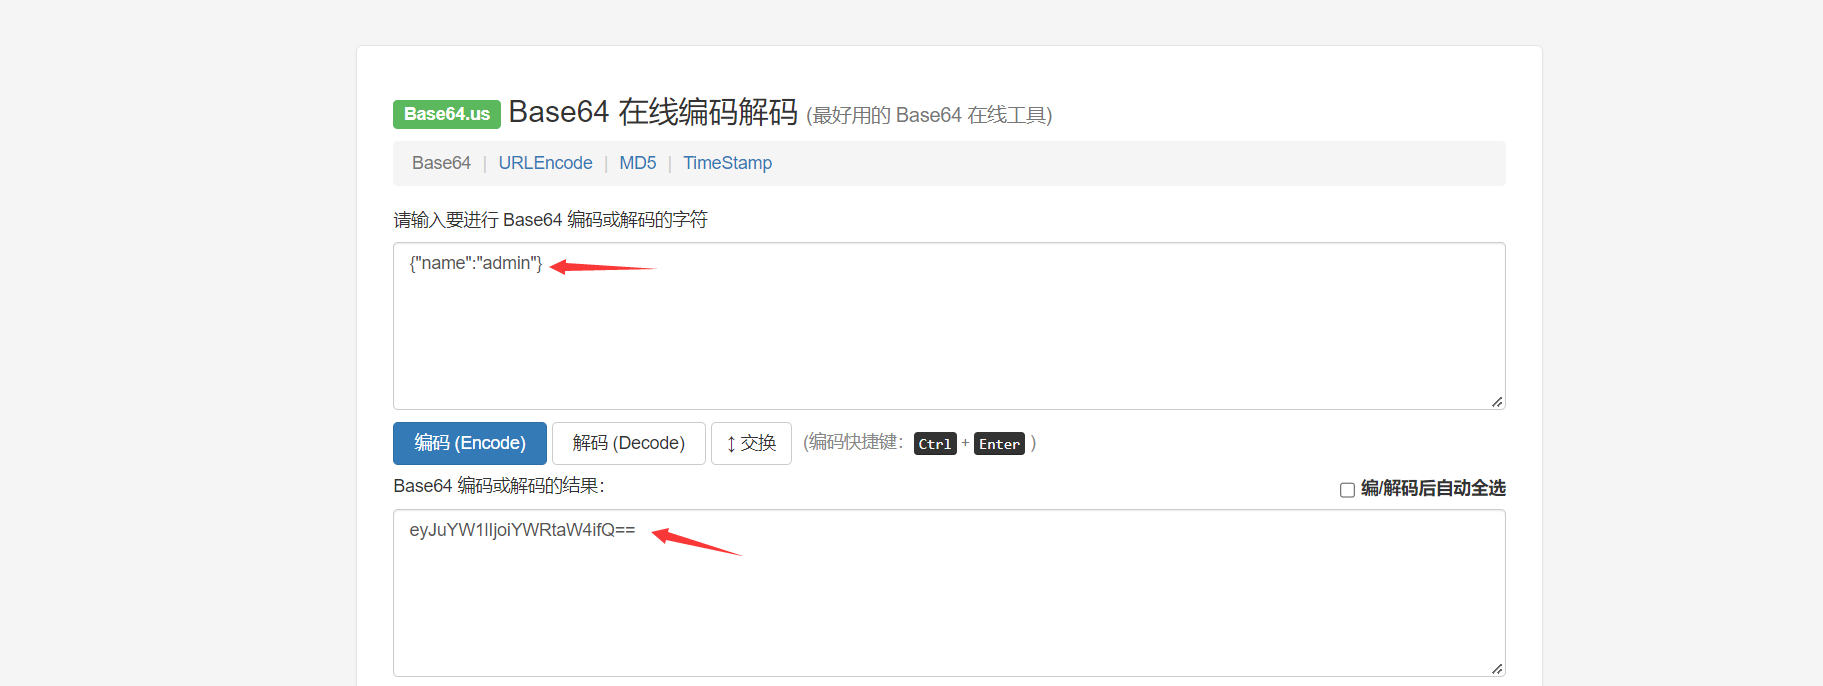 Base64.us Base64 在线编码解码 (最好用的 Base64 在线工具)
Base64 | URLEncode | MD5 | TimeStamp
请输入要进行 Base64 编码或解码的字符
{"name":"admin"}
编码 (Encode) 解码 (Decode) ↕ 交换 (编码快捷键: Ctrl + Enter )
Base64 编码或解码的结果: 编/解码后自动全选
eyJuYW1lIjoiYWRtaW4ifQ==